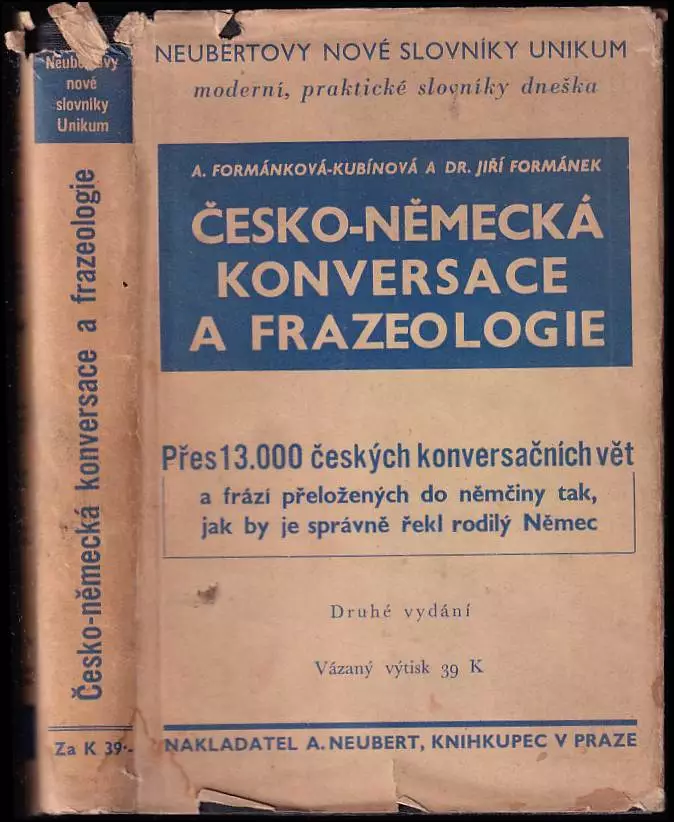 Neubertovy
nové
slovníky
Unikum
Česko-německá konversace a frazeologie
Za K 39·-
NEUBERTOVY NOVÉ SLOVNÍKY UNIKUM
moderní, praktické slovníky dneška
A. FORMÁNKOVÁ-KUBÍNOVÁ A DR. JIŘÍ FORMÁNEK
ČESKO-NĚMECKÁ
KONVERSACE
A FRAZEOLOGIE
Přes 13.000 českých konversačních vět
a frází přeložených do němčiny tak,
jak by je správně řekl rodilý Němec
Druhé vydání
Vázaný výtisk 39 K
NAKLADATEL A. NEUBERT, KNIHKUPEC V PRAZE